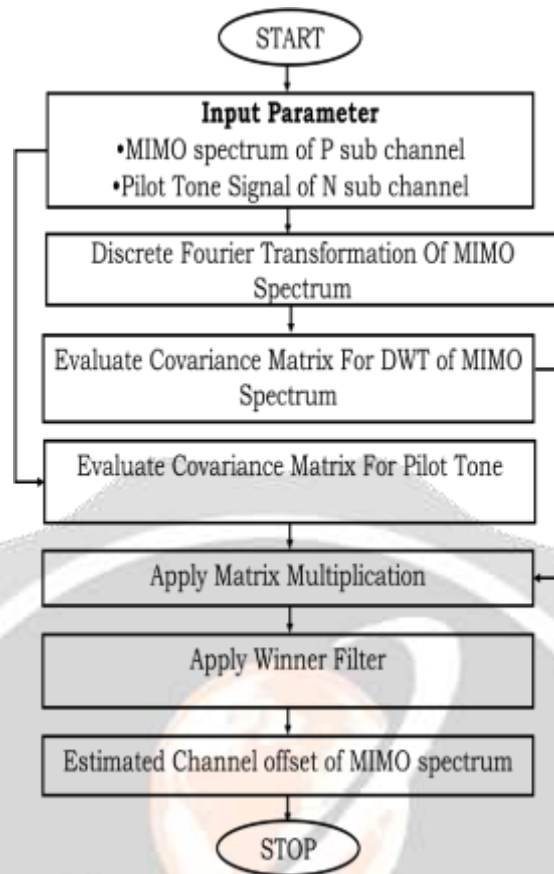 START
Input Parameter
•MIMO spectrum of P sub channel
•Pilot Tone Signal of N sub channel
Discrete Fourier Transformation Of MIMO
Spectrum
Evaluate Covariance Matrix For DWT of MIMO
Spectrum
Evaluate Covariance Matrix For Pilot Tone
Apply Matrix Multiplication
Apply Winner Filter
Estimated Channel offset of MIMO spectrum
STOP